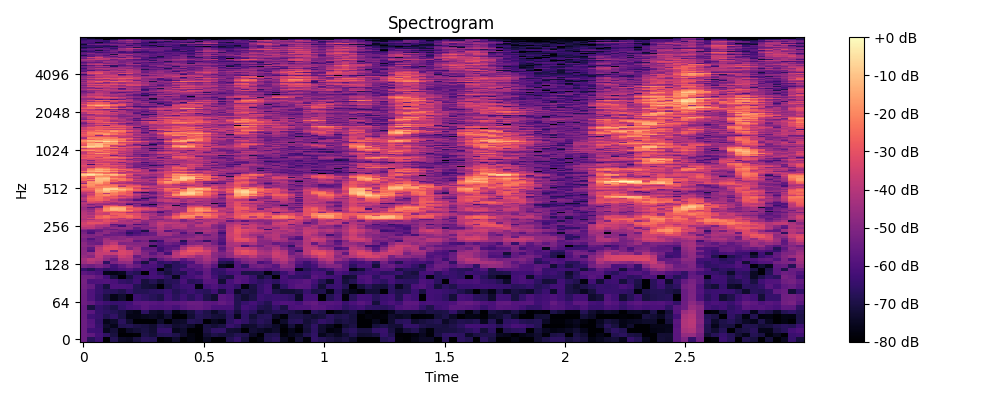 Spectrogram
Hz
4096
2048
1024
512
256
128
64
0
0
0.5
1
1.5
2
2.5
Time
+0 dB
-10 dB
-20 dB
-30 dB
-40 dB
-50 dB
-60 dB
-70 dB
-80 dB